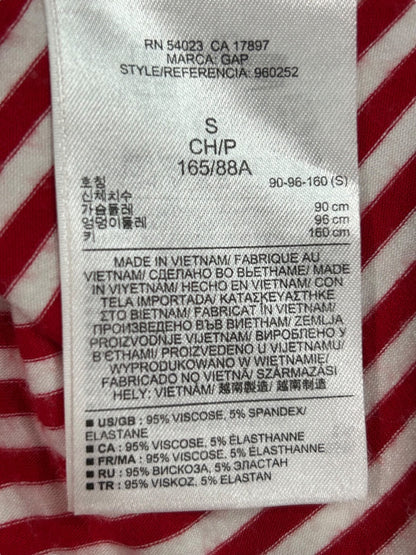 RN 54023 CA 17897
MARCA: GAP
STYLE/REFERENCIA: 960252
S
CH/P
165/88A
호칭 90-96-160 (S)
신체치수
가슴둘레 90 cm
엉덩이둘레 96 cm
키 160 cm
MADE IN VIETNAM/ FABRIQUE AU
VIETNAM/ СДЕЛАНО ВО ВЬЕТНАМЕ/ MADE
IN VIYETNAM/ HECHO EN VIETNAM/ CON
TELA IMPORTADA/ ΚΑΤΑΣΚΕΥΑΣΤΗΚΕ
ΣΤΟ ΒΙΕΤΝΑΜ/ FABRICAT ÎN VIETNAM/
ПРОИЗВЕДЕНО ВЪВ ВИЕТНАМ/ ZEMLJA
PROIZVODNJE VIJETNAM/ ВИРОБЛЕНО У
В'ЄТНАМІ/ PROIZVEDENO U VIJETNAMU/
WYPRODUKOWANO W WIETNAMIE/
FABRICADO NO VIETNÃ/ SZÁRMAZÁSI
HELY: VIETNAM/ 越南製造/ 越南制造
■ US/GB : 95% VISCOSE, 5% SPANDEX/
ELASTANE
■ CA : 95% VISCOSE, 5% ÉLASTHANNE
■ FR/MA : 95% VISCOSE, 5% ÉLASTHANNE
■ RU : 95% ВИСКОЗА, 5% ЭЛАСТАН
■ TR : 95% VISKOZ, 5% ELASTAN